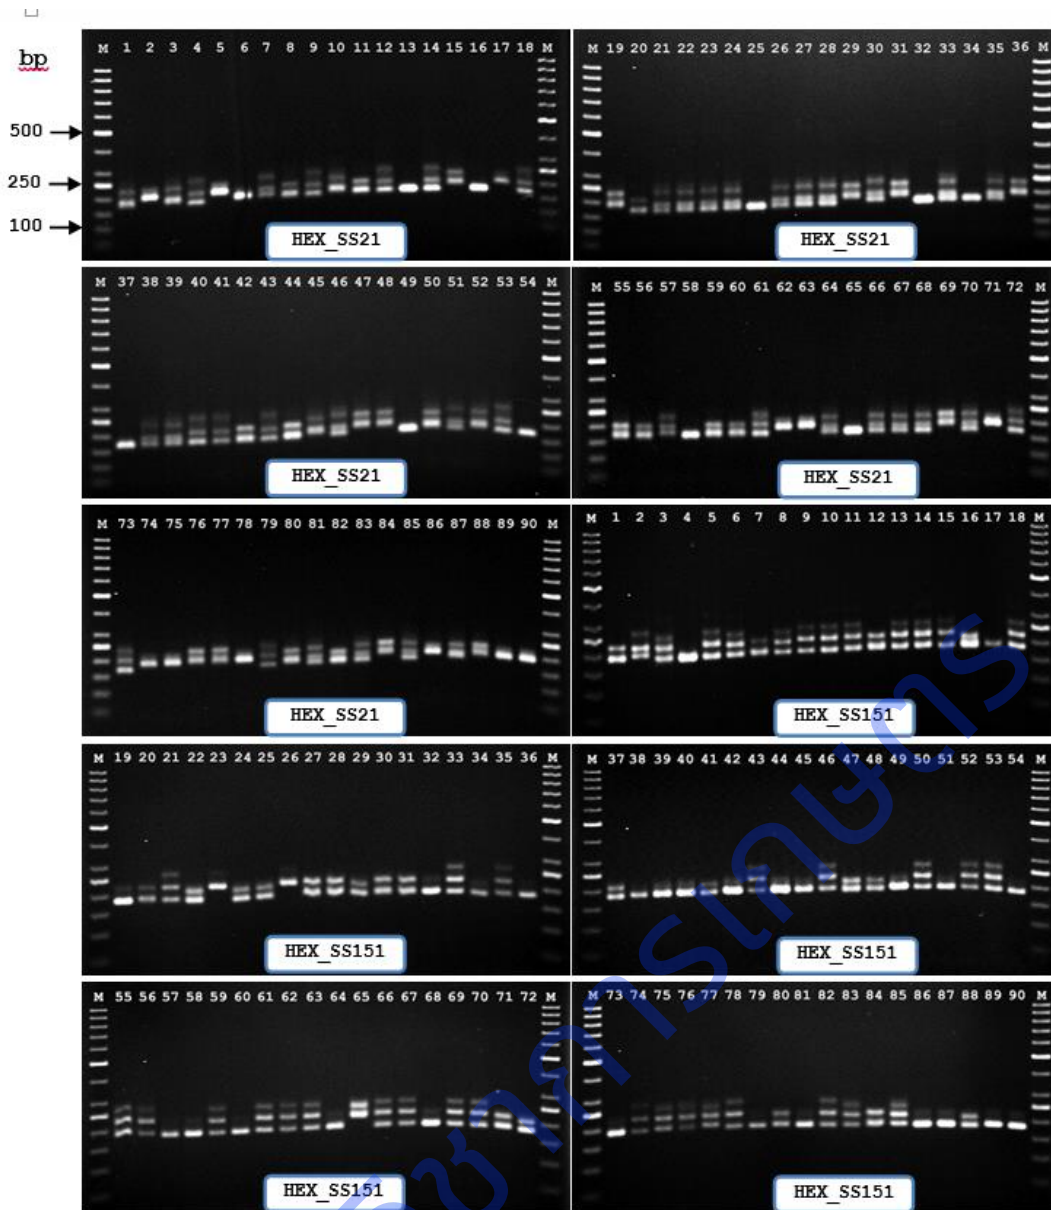 bp
500
250
100
M 1 2 3 4 5 6 7 8 9 10 11 12 13 14 15 16 17 18 M
HEX_SS21
M 19 20 21 22 23 24 25 26 27 28 29 30 31 32 33 34 35 36 M
HEX_SS21
M 37 38 39 40 41 42 43 44 45 46 47 48 49 50 51 52 53 54 M
HEX_SS21
M 55 56 57 58 59 60 61 62 63 64 65 66 67 68 69 70 71 72 M
HEX_SS21
M 73 74 75 76 77 78 79 80 81 82 83 84 85 86 87 88 89 90 M
HEX_SS21
M 1 2 3 4 5 6 7 8 9 10 11 12 13 14 15 16 17 18 M
HEX_SS151
M 19 20 21 22 23 24 25 26 27 28 29 30 31 32 33 34 35 36 M
HEX_SS151
M 37 38 39 40 41 42 43 44 45 46 47 48 49 50 51 52 53 54 M
HEX_SS151
M 55 56 57 58 59 60 61 62 63 64 65 66 67 68 69 70 71 72 M
HEX_SS151
M 73 74 75 76 77 78 79 80 81 82 83 84 85 86 87 88 89 90 M
HEX_SS151
ิชาการเกษตร